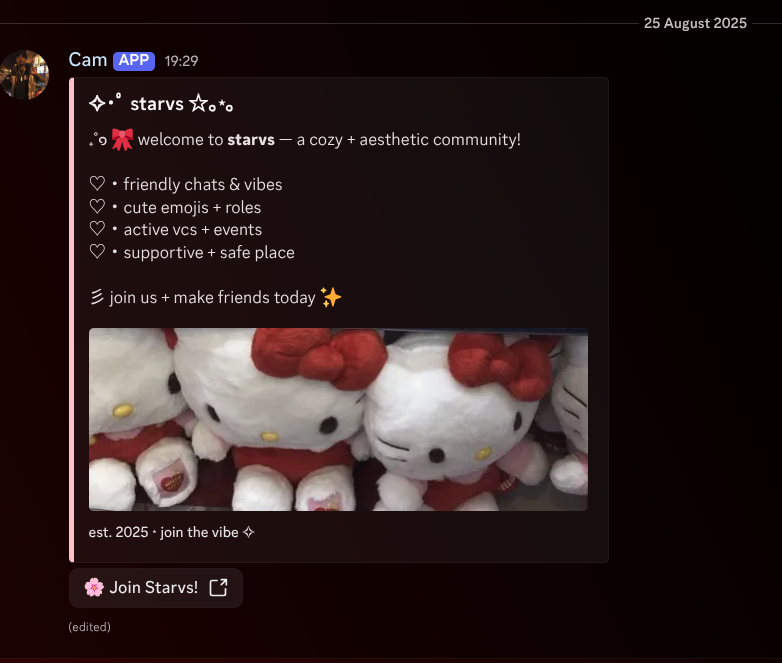 25 August 2025
Cam APP 19:29
✧･ﾟ starvs ☆｡⋆｡
₊˚ʚ 🎀 welcome to starvs — a cozy + aesthetic community!
♡ • friendly chats & vibes
♡ • cute emojis + roles
♡ • active vcs + events
♡ • supportive + safe place
彡 join us + make friends today ✨
est. 2025 • join the vibe ✧
🌸 Join Starvs!
(edited)